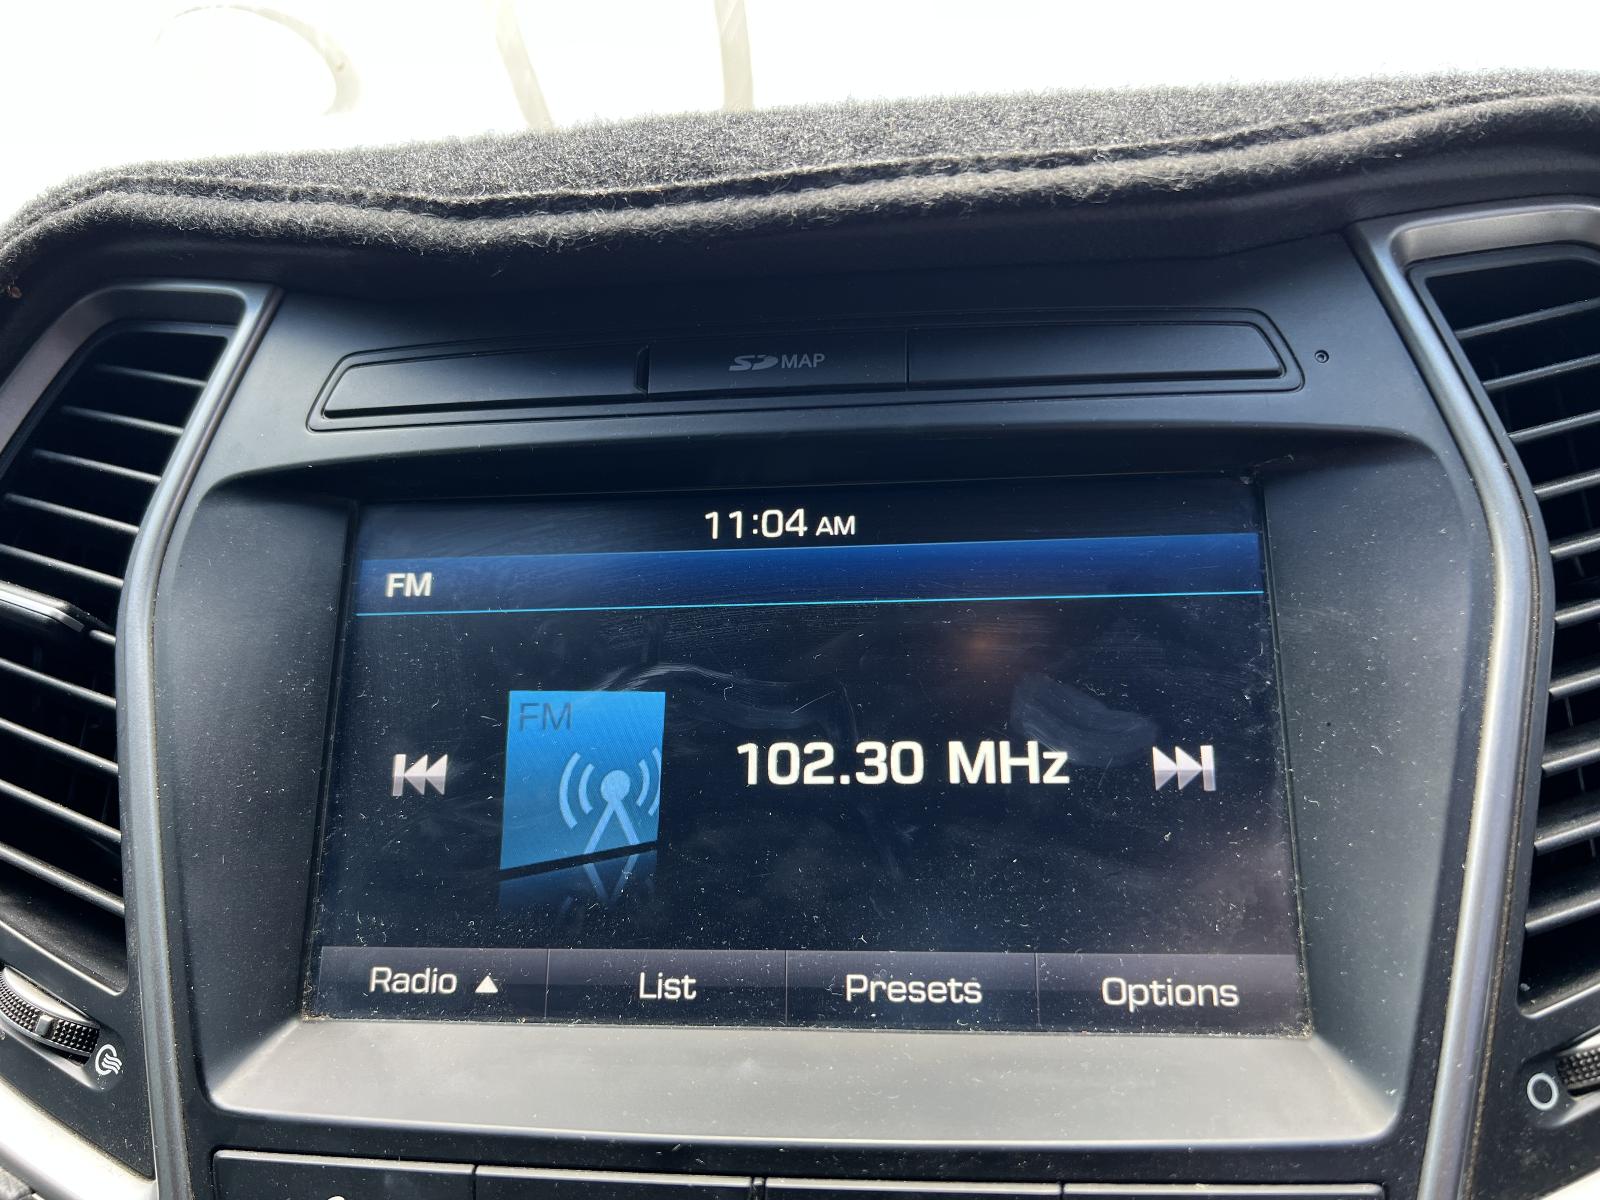 SD MAP
11:04 AM
FM
FM
102.30 MHz
Radio ▲ List Presets Options